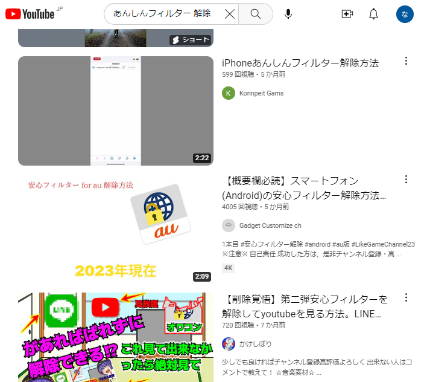 YouTube JP
あんしんフィルター 解除
な
ショート
2:22
iPhoneあんしんフィルター解除方法
599 回視聴・5 か月前
K
Konnpeit Gams
安心フィルター for au 解除方法
au
2023年現在
2:09
【概要欄必読】スマートフォン
(Android)の安心フィルター解除方法…
4005 回視聴・5 か月前
Gadget Customize ch
1本目 #安心フィルター解除 #android #au版 #LikeGameChannel23
※注意※ 自己責任 成功した方は、是非チャンネル登録・高…
4K
LINE
があればばれずに
解除できる!?
これ見て出来なか
ったら絶対見て
【削除覚悟】第二弾安心フィルターを
解除してyoutubeを見る方法。LINE…
720 回視聴・7 か月前
かけしぼり
少しでも良ければチャンネル登録高評価よろしく 出来ない人はコ
メントで教えて！ ☆音楽素材☆ …